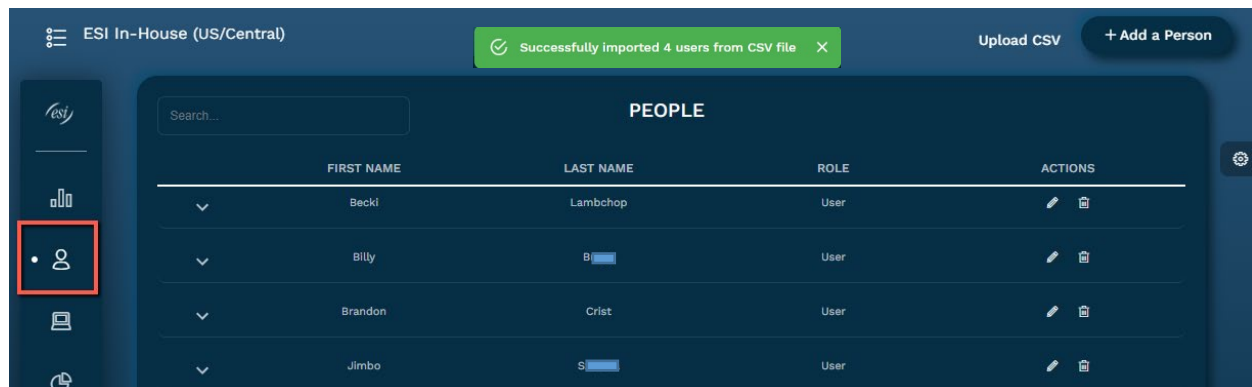 ESI In-House (US/Central)
Successfully imported 4 users from CSV file
Upload CSV
+ Add a Person
esi
Search...
PEOPLE
FIRST NAME LAST NAME ROLE ACTIONS
Becki Lambchop User
Billy B User
Brandon Crist User
Jimbo S User